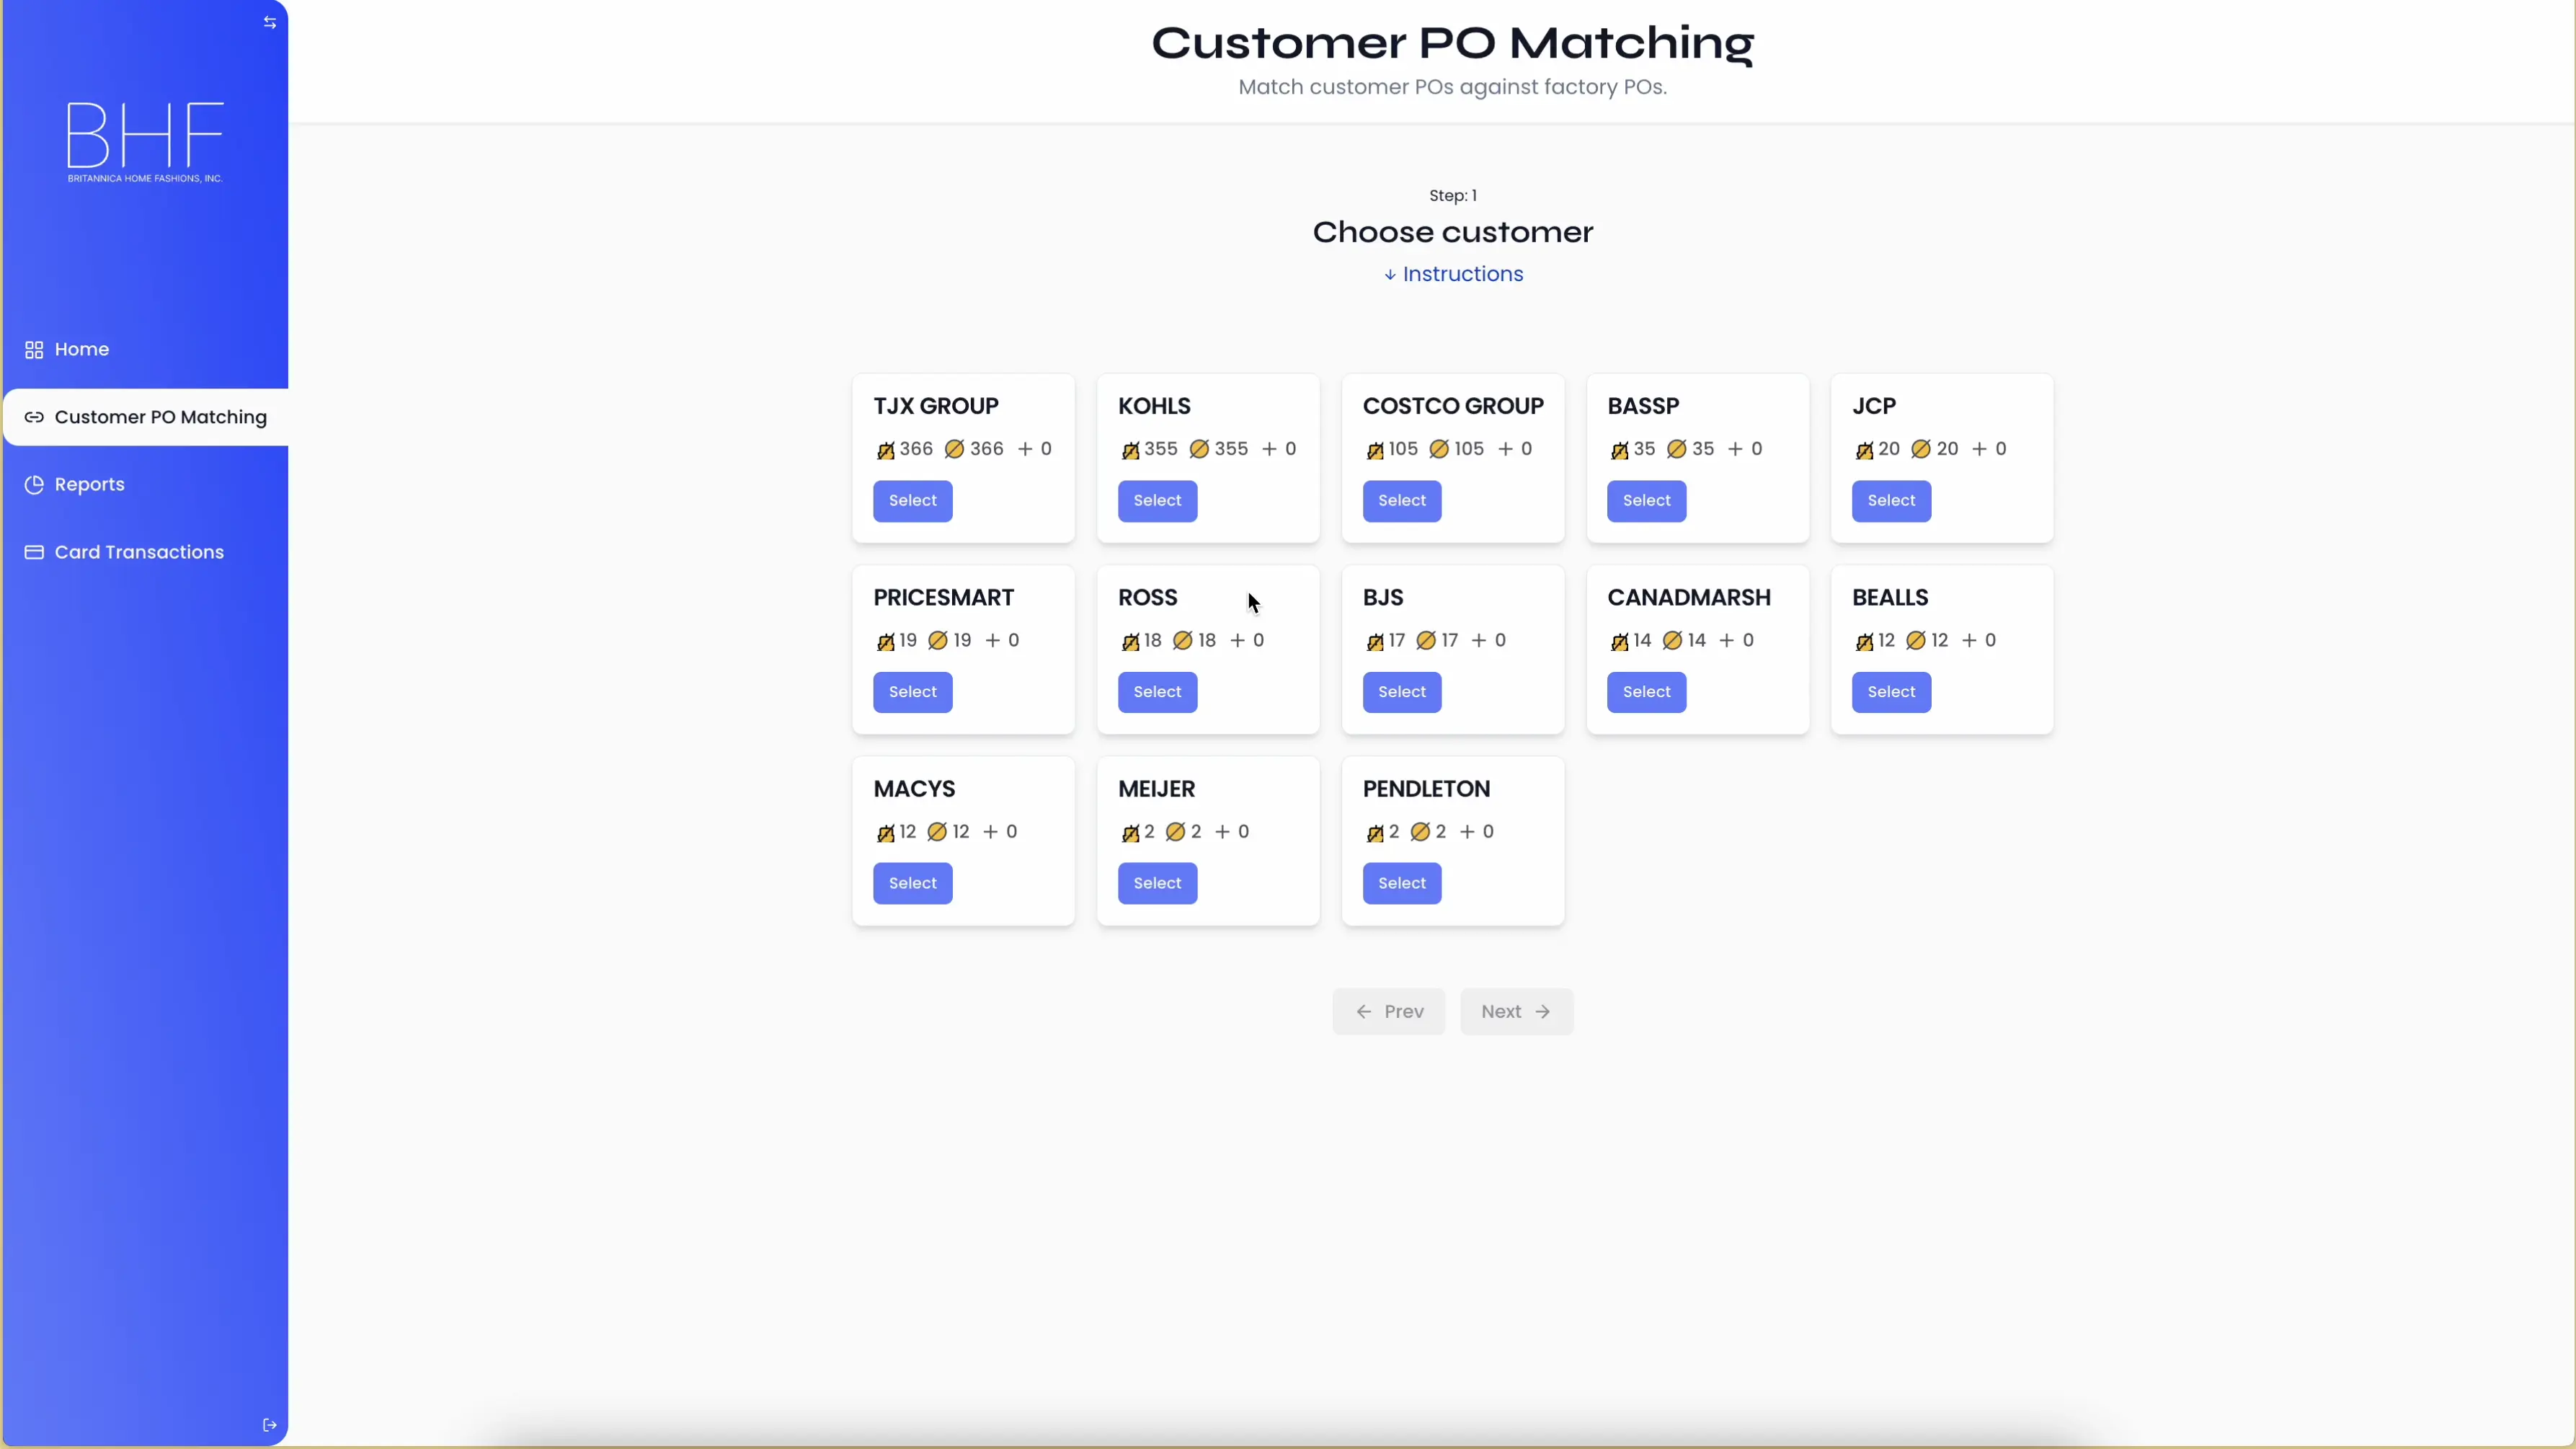 BHF
BRITANNICA HOME FASHIONS, INC.
Home
Customer PO Matching
Reports
Card Transactions
Customer PO Matching
Match customer POs against factory POs.
Step: 1
Choose customer
↓ Instructions
TJX GROUP
366 366 + 0
Select
KOHLS
355 355 + 0
Select
COSTCO GROUP
105 105 + 0
Select
BASSP
35 35 + 0
Select
JCP
20 20 + 0
Select
PRICESMART
19 19 + 0
Select
ROSS
18 18 + 0
Select
BJS
17 17 + 0
Select
CANADMARSH
14 14 + 0
Select
BEALLS
12 12 + 0
Select
MACYS
12 12 + 0
Select
MEIJER
2 2 + 0
Select
PENDLETON
2 2 + 0
Select
← Prev
Next →